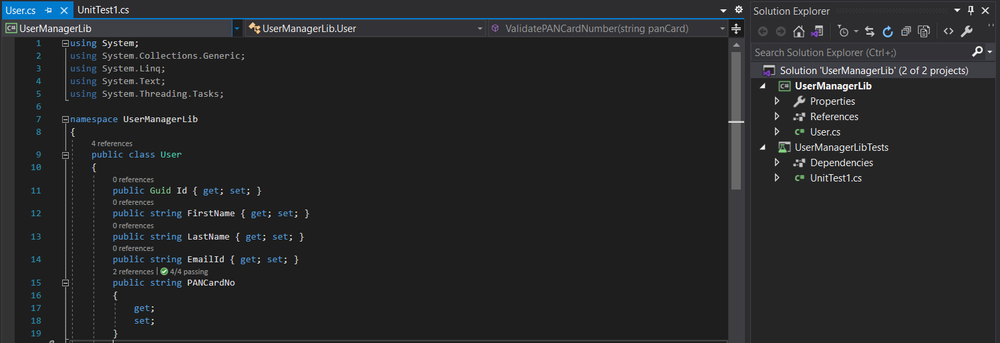 User.cs
UnitTest1.cs
UserManagerLib
UserManagerLib.User
ValidatePANCardNumber(string panCard)
1 using System;
2 using System.Collections.Generic;
3 using System.Linq;
4 using System.Text;
5 using System.Threading.Tasks;
6
7 namespace UserManagerLib
8 {
4 references
9 public class User
10 {
0 references
11 public Guid Id { get; set; }
0 references
12 public string FirstName { get; set; }
0 references
13 public string LastName { get; set; }
0 references
14 public string EmailId { get; set; }
2 references | 4/4 passing
15 public string PANCardNo
16 {
17 get;
18 set;
19 }
Solution Explorer
Search Solution Explorer (Ctrl+;)
Solution 'UserManagerLib' (2 of 2 projects)
C# UserManagerLib
Properties
References
C# User.cs
UserManagerLibTests
Dependencies
C# UnitTest1.cs